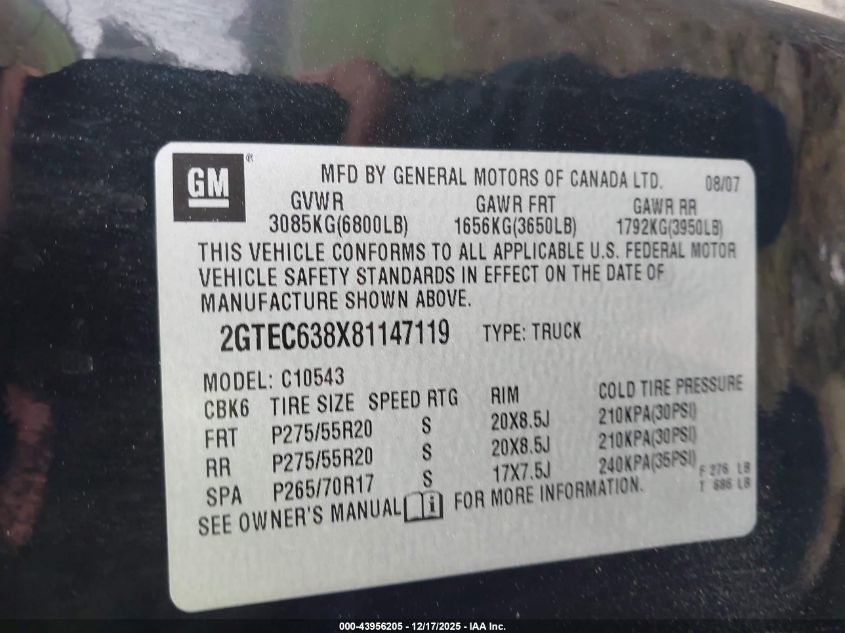 GM ® MFD BY GENERAL MOTORS OF CANADA LTD. 08/07
GVWR GAWR FRT GAWR RR
3085KG(6800LB) 1656KG(3650LB) 1792KG(3950LB)
THIS VEHICLE CONFORMS TO ALL APPLICABLE U.S. FEDERAL MOTOR
VEHICLE SAFETY STANDARDS IN EFFECT ON THE DATE OF
MANUFACTURE SHOWN ABOVE.
2GTEC638X81147119 TYPE: TRUCK
MODEL: C10543
CBK6 TIRE SIZE SPEED RTG RIM COLD TIRE PRESSURE
FRT P275/55R20 S 20X8.5J 210KPA(30PSI)
RR P275/55R20 S 20X8.5J 210KPA(30PSI)
SPA P265/70R17 S 17X7.5J 240KPA(35PSI)
F 276 LB
T 686 LB
SEE OWNER'S MANUAL FOR MORE INFORMATION.
000-43956205 - 12/17/2025 - IAA Inc.